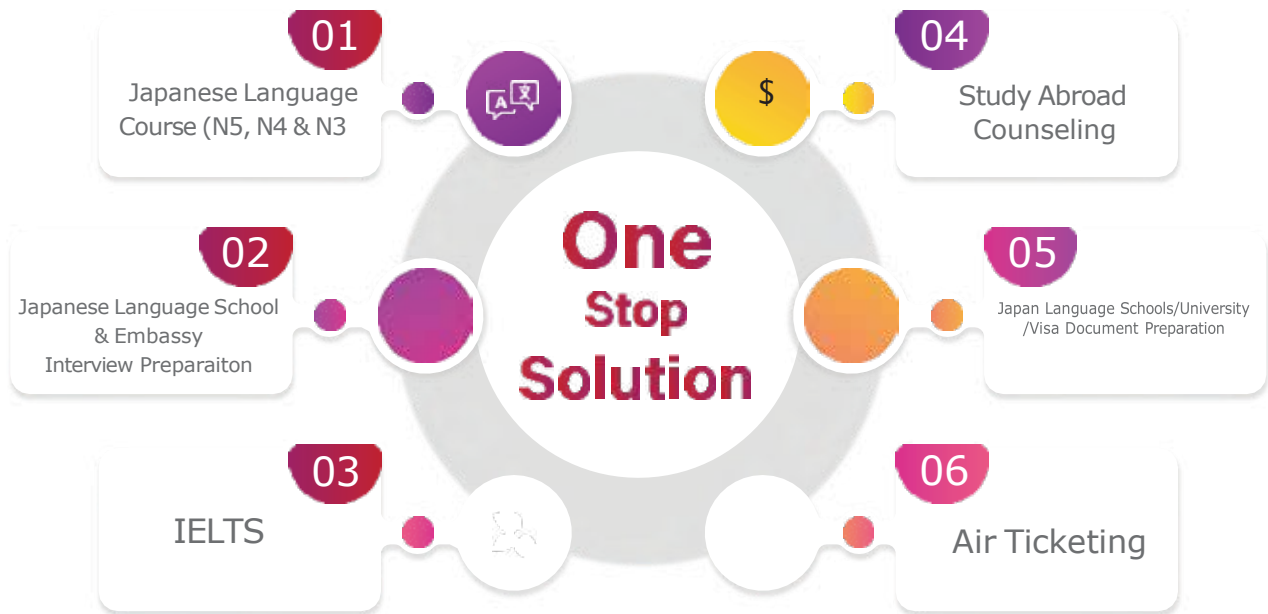 01
Japanese Language
Course (N5, N4 & N3
02
Japanese Language School
& Embassy
Interview Preparaiton
03
IELTS
A 文
$
One
Stop
Solution
04
Study Abroad
Counseling
05
Japan Language Schools/University
/Visa Document Preparation
06
Air Ticketing